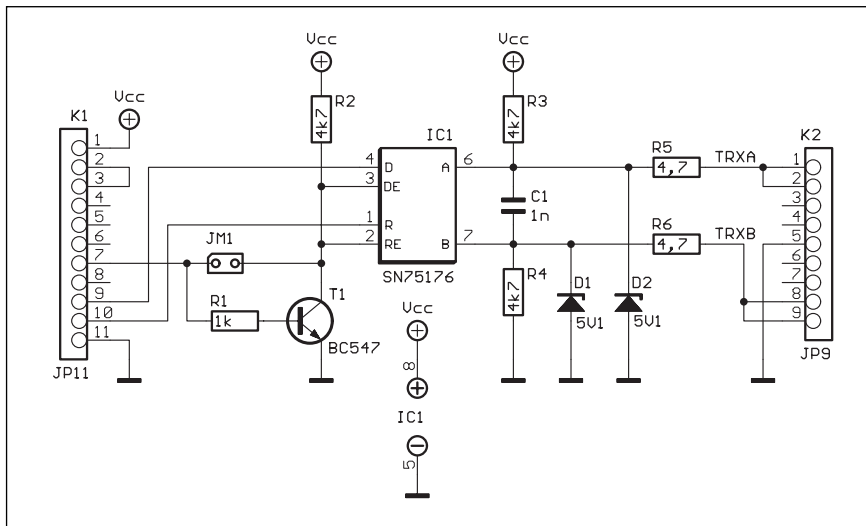 Vcc
K1
1
2
3
4
5
6
7
8
9
10
11
JP11
JM1
R1
1k
Vcc
R2
4k7
T1
BC547
IC1
4 D
3 DE
1 R
2 RE
A 6
B 7
SN75176
Vcc
8
IC1
5
Vcc
R3
4k7
C1
1n
R4
4k7
D1
5V1
D2
5V1
R5
4,7
TRXA
R6
4,7
TRXB
K2
1
2
3
4
5
6
7
8
9
JP9